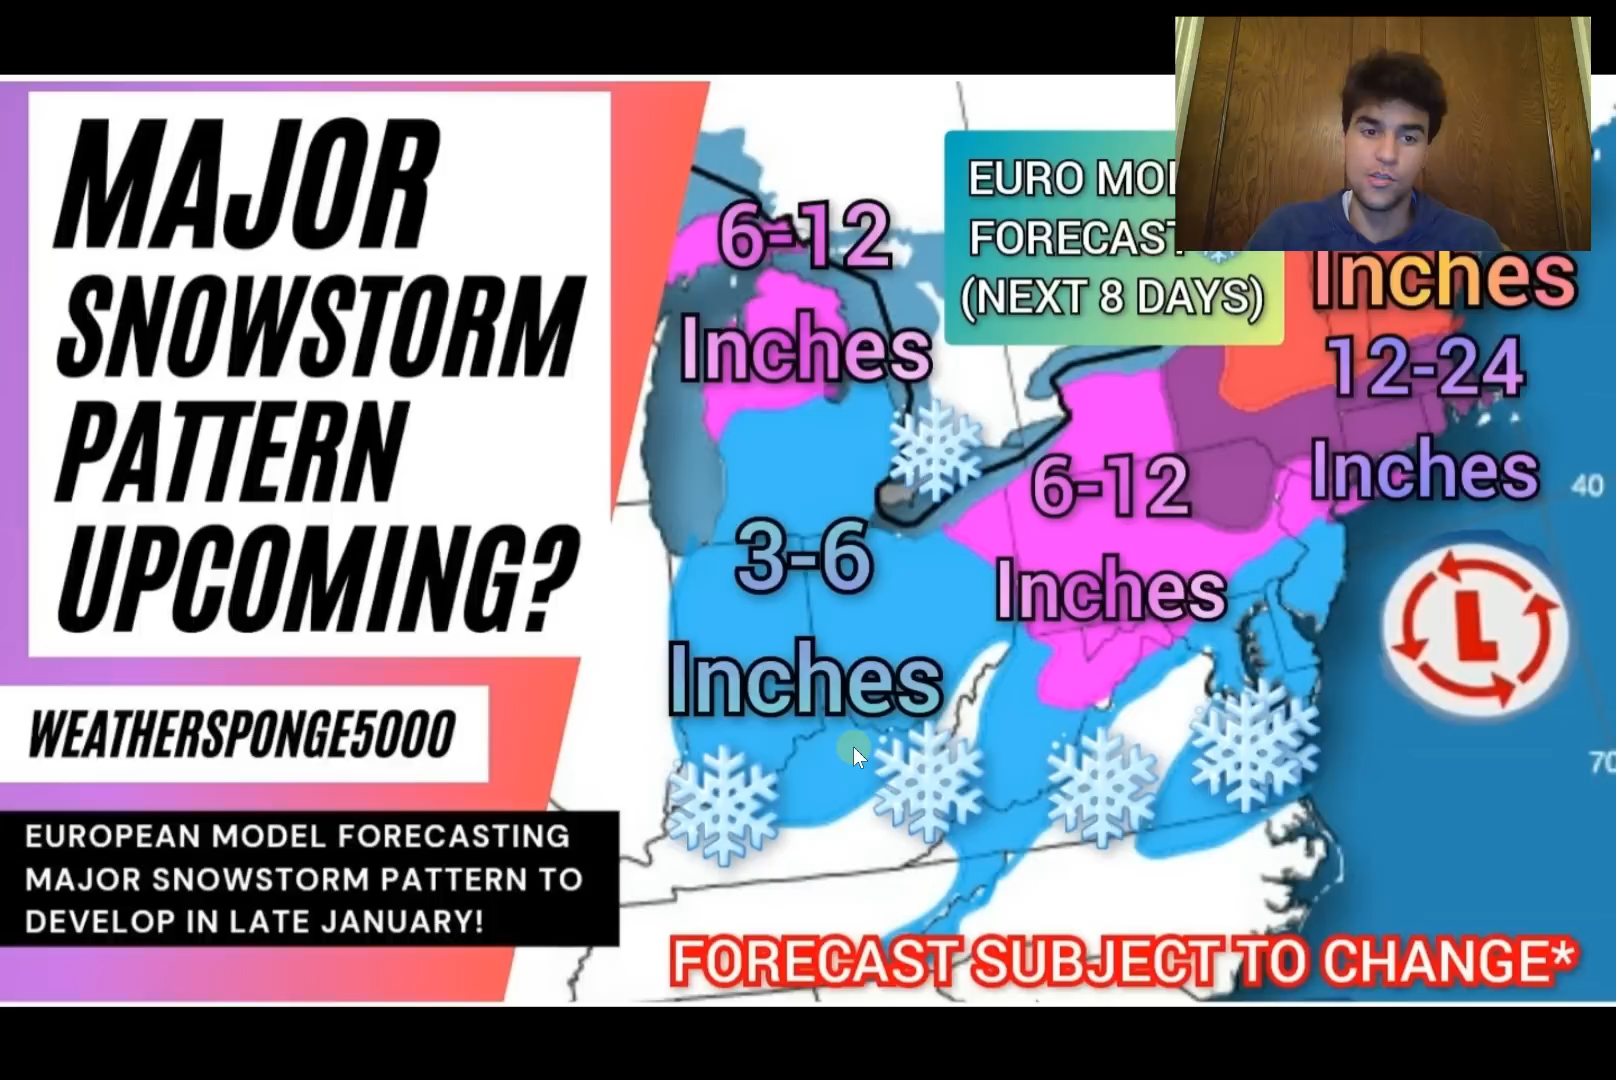 MAJOR
SNOWSTORM
PATTERN
UPCOMING?
WEATHERSPONGE5000
EUROPEAN MODEL FORECASTING
MAJOR SNOWSTORM PATTERN TO
DEVELOP IN LATE JANUARY!
6-12
Inches
EURO
FORECAST
(NEXT 8 DAYS)
Inches
12-24
Inches
6-12
Inches
3-6
Inches
40
L
70
FORECAST SUBJECT TO CHANGE*